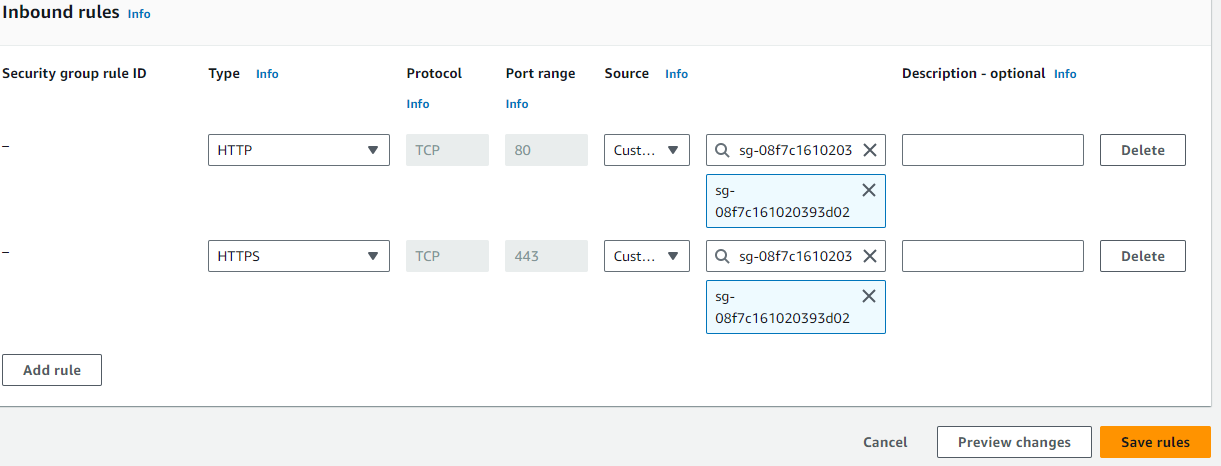 Inbound rules Info
Security group rule ID Type Info Protocol Port range Source Info Description - optional Info
Info Info
– HTTP TCP 80 Cust... sg-08f7c1610203 Delete
sg-
08f7c161020393d02
– HTTPS TCP 443 Cust... sg-08f7c1610203 Delete
sg-
08f7c161020393d02
Add rule
Cancel Preview changes Save rules